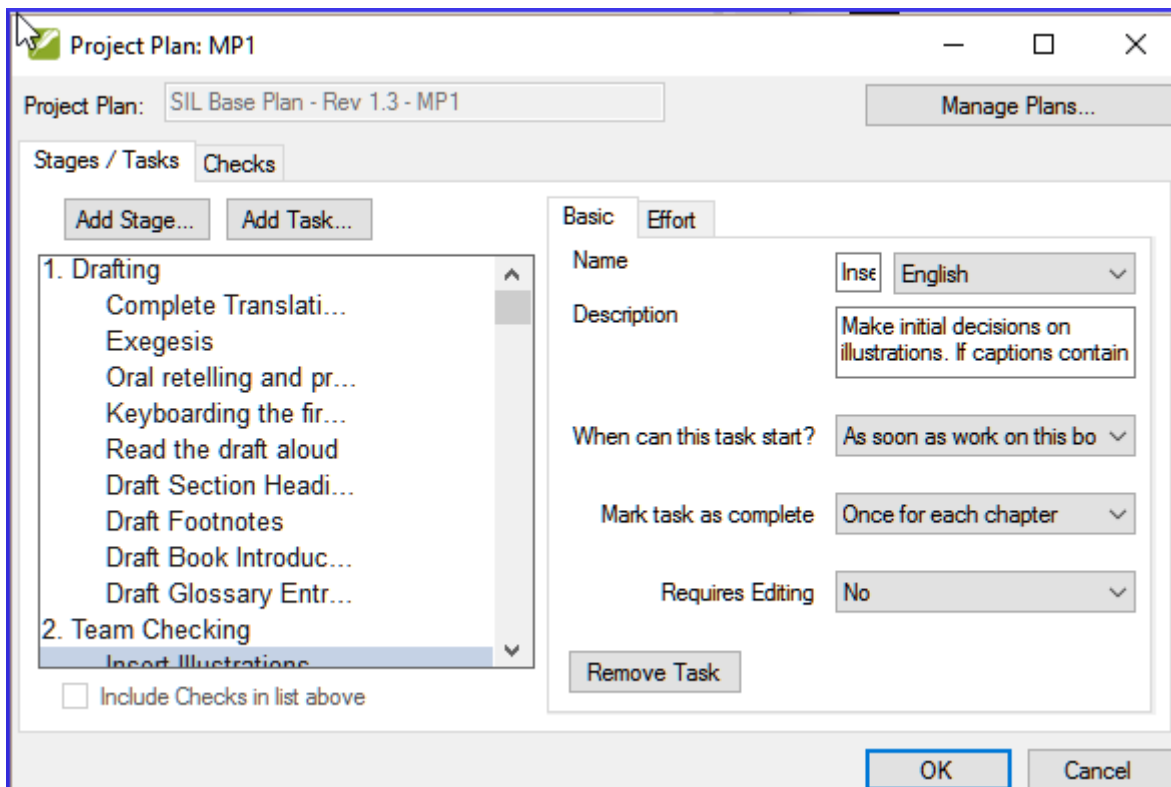 Project Plan: MP1
Project Plan: SIL Base Plan - Rev 1.3 - MP1 Manage Plans...
Stages / Tasks Checks
Add Stage... Add Task...
1. Drafting
Complete Translati...
Exegesis
Oral retelling and pr...
Keyboarding the fir...
Read the draft aloud
Draft Section Headi...
Draft Footnotes
Draft Book Introduc...
Draft Glossary Entr...
2. Team Checking
Insert Illustrations
Include Checks in list above
Basic Effort
Name Inse English
Description Make initial decisions on
illustrations. If captions contain
When can this task start? As soon as work on this bo
Mark task as complete Once for each chapter
Requires Editing No
Remove Task
OK Cancel